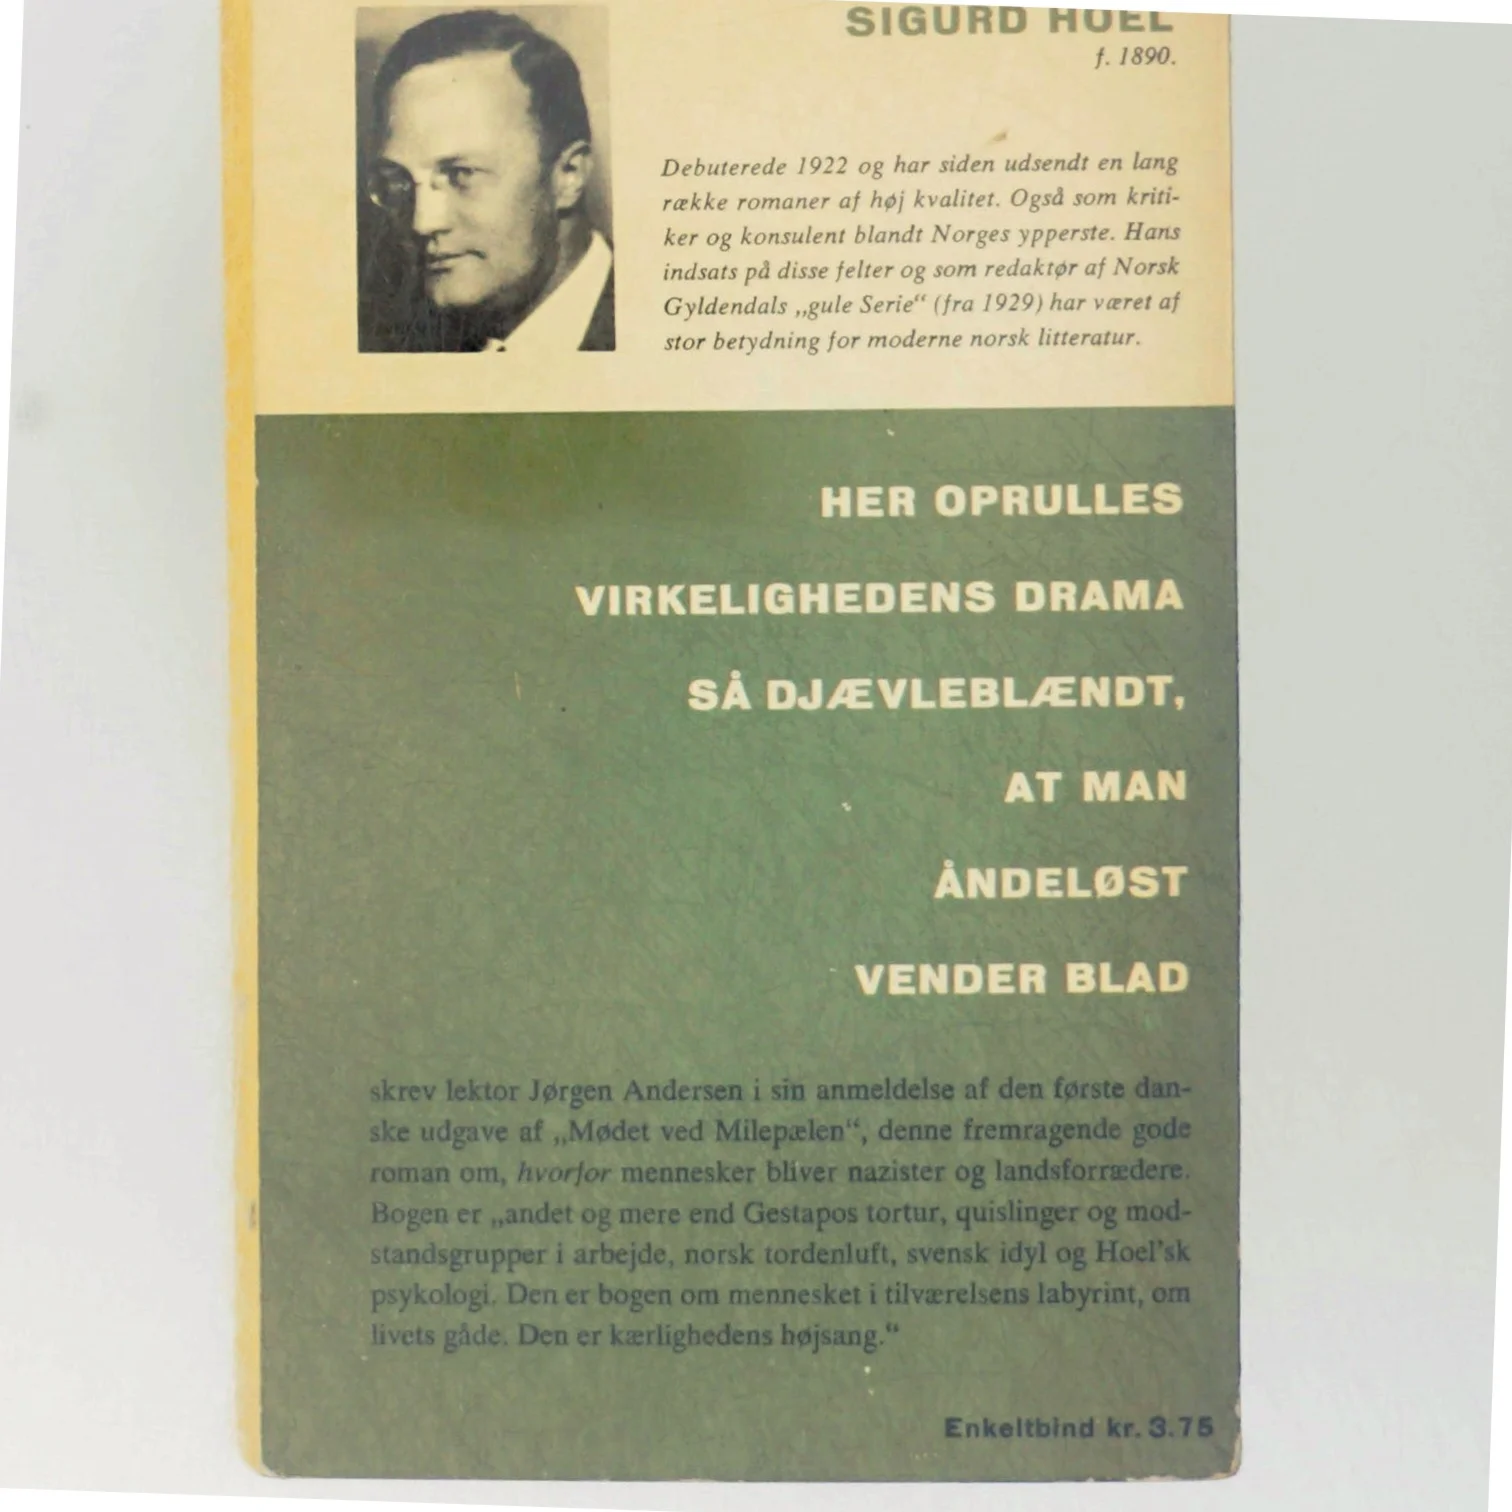 SIGURD HOEL
f. 1890.
Debuterede 1922 og har siden udsendt en lang
række romaner af høj kvalitet. Også som kriti-
ker og konsulent blandt Norges ypperste. Hans
indsats på disse felter og som redaktør af Norsk
Gyldendals „gule Serie“ (fra 1929) har været af
stor betydning for moderne norsk litteratur.
HER OPRULLES
VIRKELIGHEDENS DRAMA
SÅ DJÆVLEBLÆNDT,
AT MAN
ÅNDELØST
VENDER BLAD
skrev lektor Jørgen Andersen i sin anmeldelse af den første dan-
ske udgave af „Mødet ved Milepælen“, denne fremragende gode
roman om, hvorfor mennesker bliver nazister og landsforrædere.
Bogen er „andet og mere end Gestapos tortur, quislinger og mod-
standsgrupper i arbejde, norsk tordenluft, svensk idyl og Hoel'sk
psykologi. Den er bogen om mennesket i tilværelsens labyrint, om
livets gåde. Den er kærlighedens højsang.“
Enkeltbind kr. 3.75